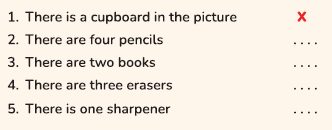 1. There is a cupboard in the picture ✗
2. There are four pencils ....
3. There are two books ....
4. There are three erasers ....
5. There is one sharpener ....